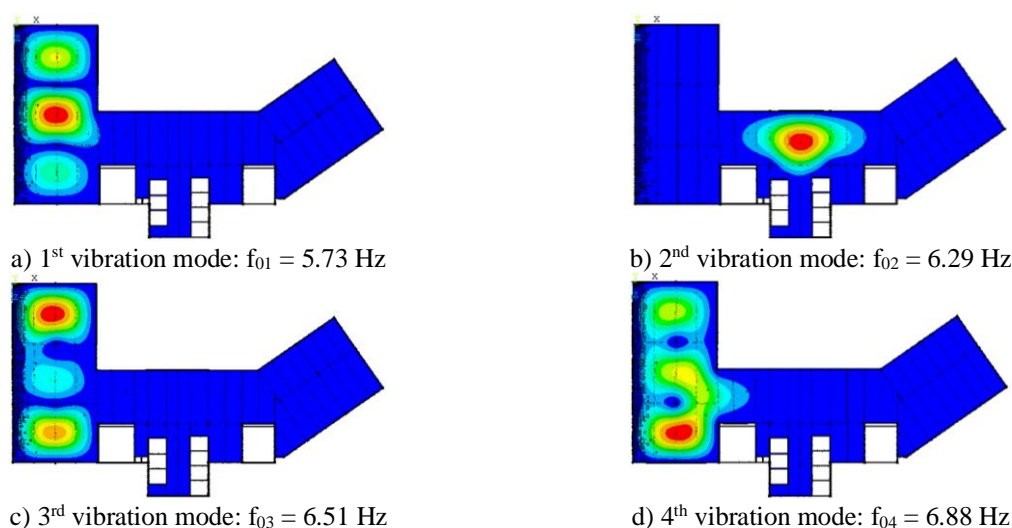 X
X
a) 1st vibration mode: f01 = 5.73 Hz
b) 2nd vibration mode: f02 = 6.29 Hz
X
X
c) 3rd vibration mode: f03 = 6.51 Hz
d) 4th vibration mode: f04 = 6.88 Hz